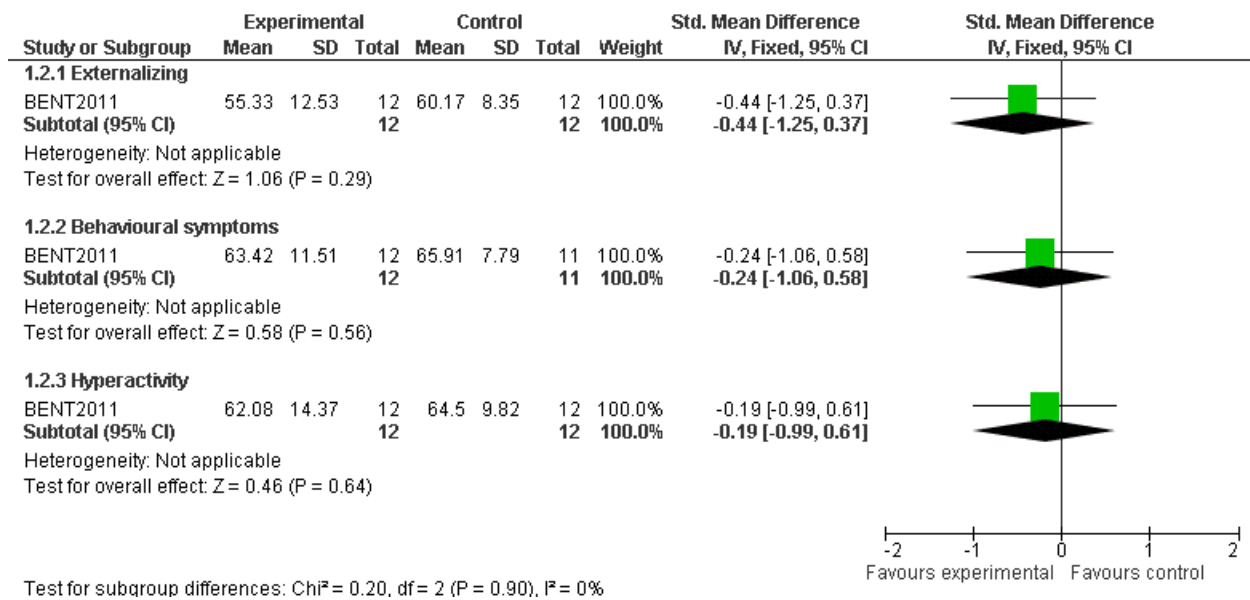 Experimental Control Std. Mean Difference Std. Mean Difference
Study or Subgroup Mean SD Total Mean SD Total Weight IV, Fixed, 95% CI IV, Fixed, 95% CI
1.2.1 Externalizing
BENT2011 55.33 12.53 12 60.17 8.35 12 100.0% -0.44 [-1.25, 0.37]
Subtotal (95% CI) 12 12 100.0% -0.44 [-1.25, 0.37]
Heterogeneity: Not applicable
Test for overall effect: Z = 1.06 (P = 0.29)
1.2.2 Behavioural symptoms
BENT2011 63.42 11.51 12 65.91 7.79 11 100.0% -0.24 [-1.06, 0.58]
Subtotal (95% CI) 12 11 100.0% -0.24 [-1.06, 0.58]
Heterogeneity: Not applicable
Test for overall effect: Z = 0.58 (P = 0.56)
1.2.3 Hyperactivity
BENT2011 62.08 14.37 12 64.5 9.82 12 100.0% -0.19 [-0.99, 0.61]
Subtotal (95% CI) 12 12 100.0% -0.19 [-0.99, 0.61]
Heterogeneity: Not applicable
Test for overall effect: Z = 0.46 (P = 0.64)
-2 -1 0 1 2
Favours experimental Favours control
Test for subgroup differences: Chi² = 0.20, df = 2 (P = 0.90), I² = 0%